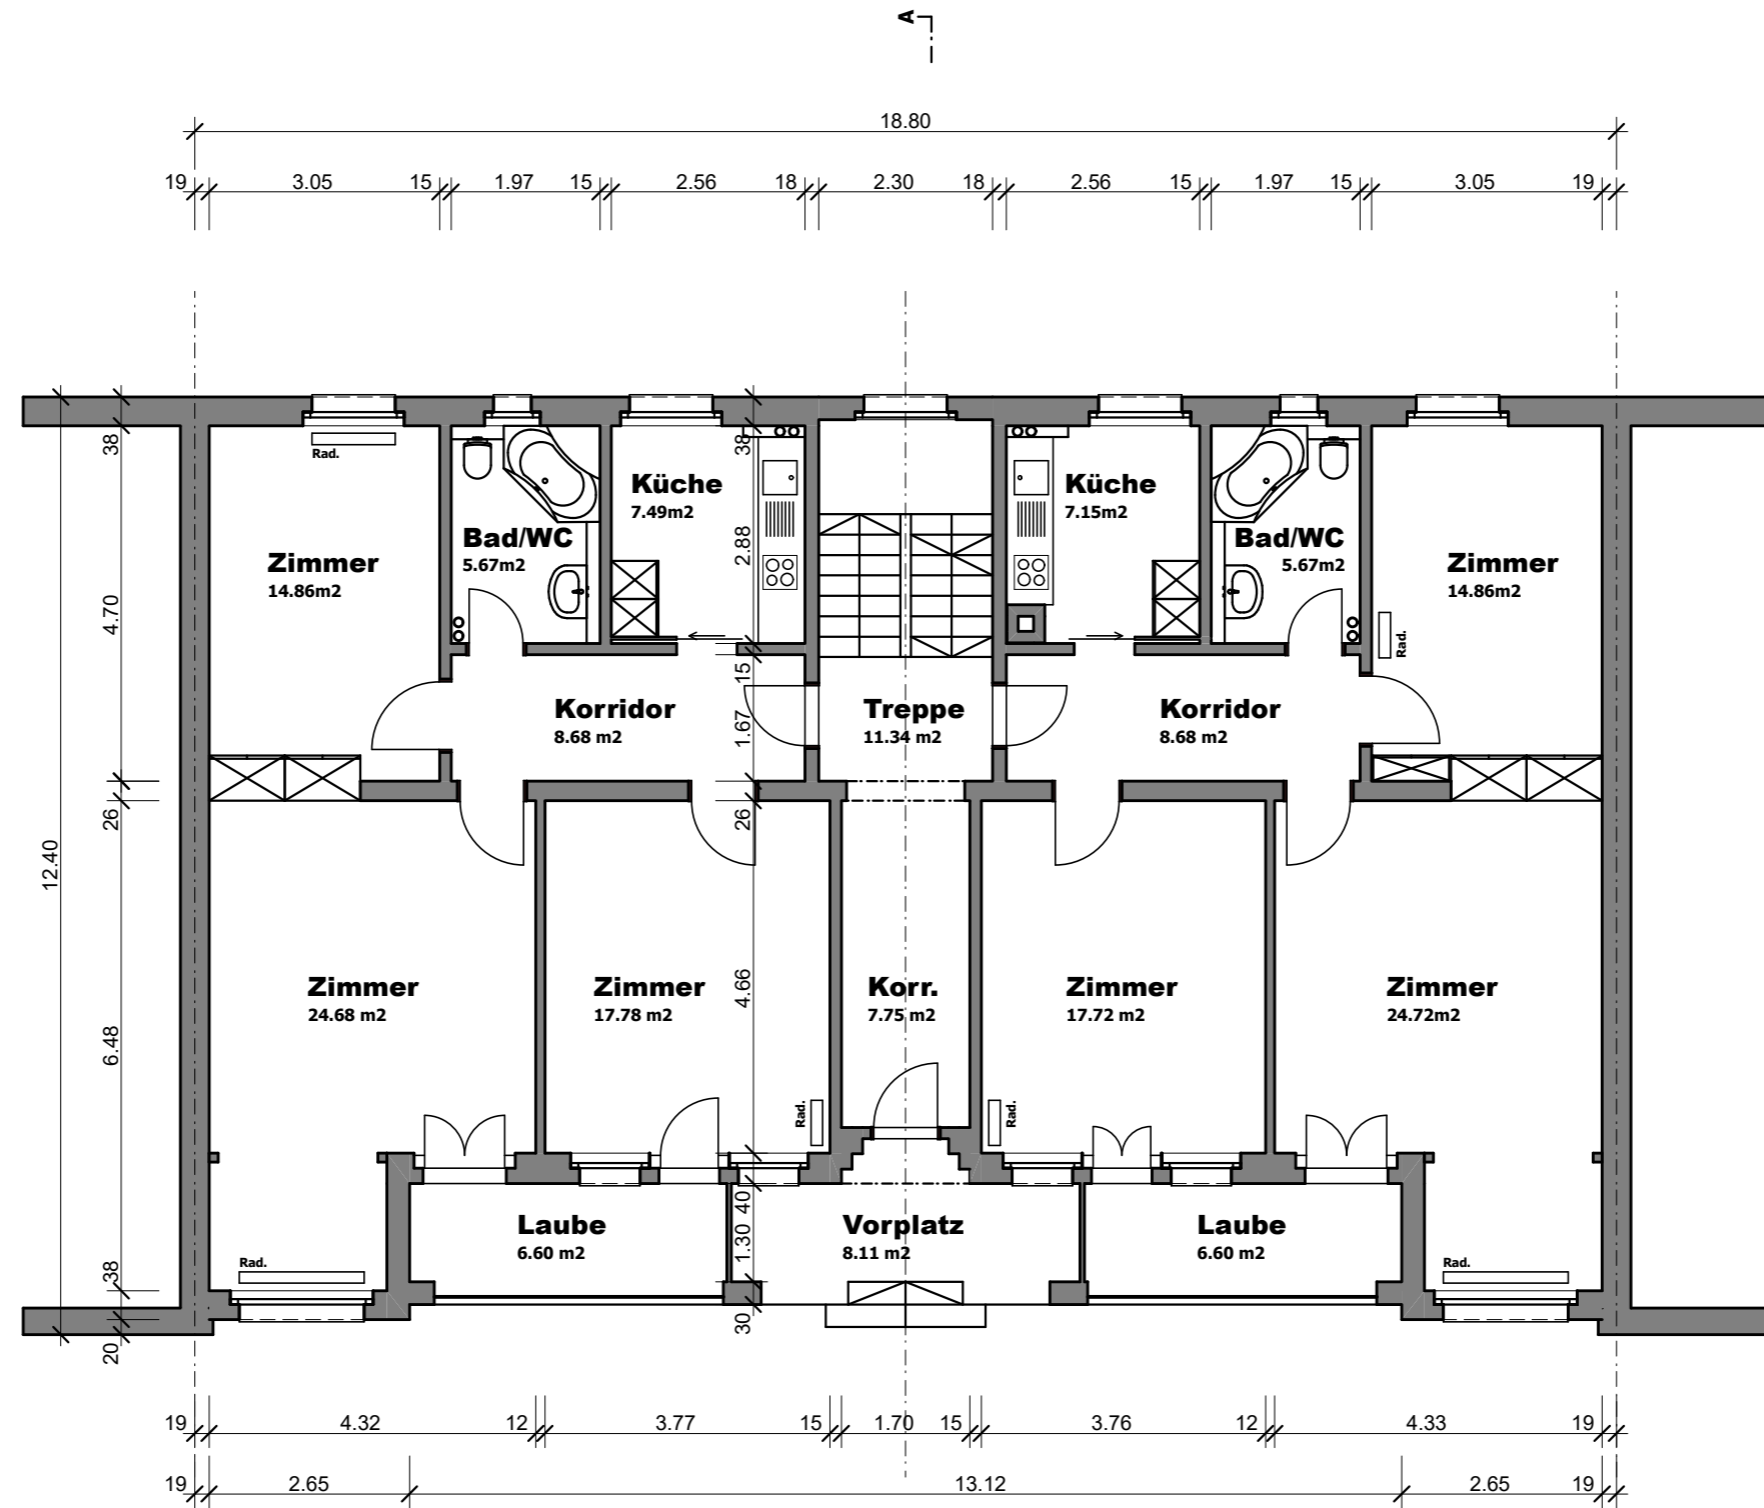 A
18.80
19 3.05 15 1.97 15 2.56 18 2.30 18 2.56 15 1.97 15 3.05 19
38
38
Rad.
Küche
7.49m2
Küche
7.15m2
Bad/WC
5.67m2
2.88
Bad/WC
5.67m2
Zimmer
14.86m2
Zimmer
14.86m2
4.70
Rad.
15
Korridor
8.68 m2
1.67
Treppe
11.34 m2
Korridor
8.68 m2
26
26
12.40
Zimmer
24.68 m2
Zimmer
17.78 m2
4.66
Korr.
7.75 m2
Zimmer
17.72 m2
Zimmer
24.72m2
6.48
Rad.
Rad.
40
Laube
6.60 m2
1.30
Vorplatz
8.11 m2
Laube
6.60 m2
Rad.
Rad.
38
30
20
19 4.32 12 3.77 15 1.70 15 3.76 12 4.33 19
19 2.65 13.12 2.65 19